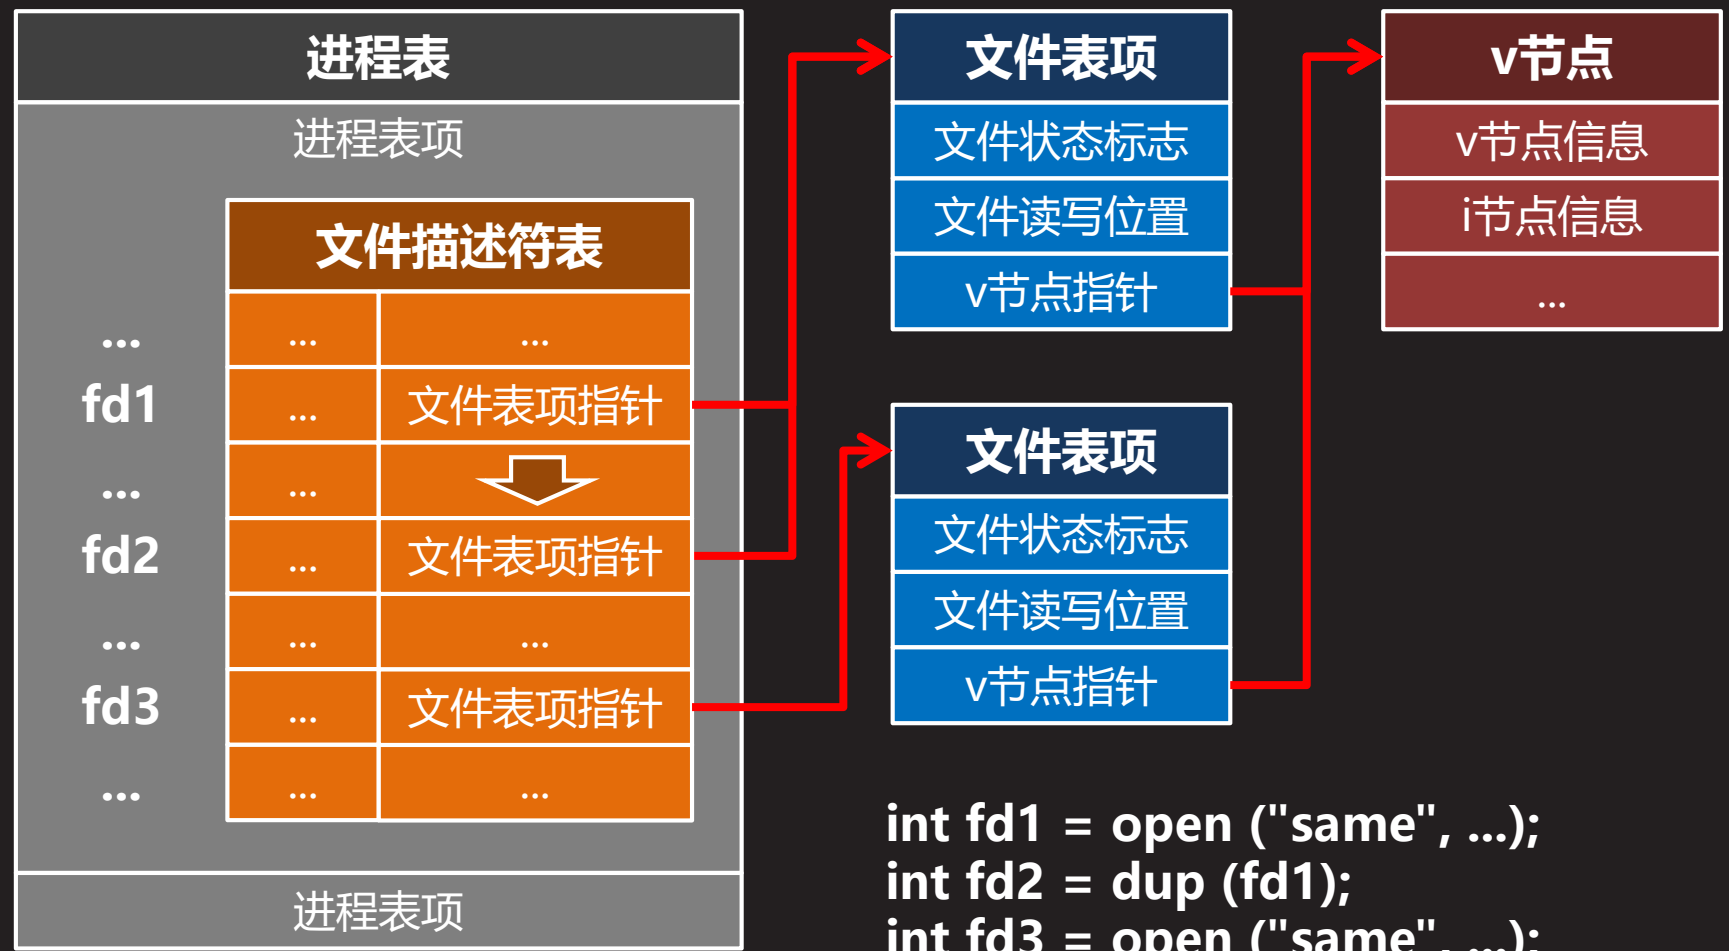 进程表
进程表项
文件描述符表
... ... ...
fd1 ... 文件表项指针
... ...
fd2 ... 文件表项指针
... ... ...
fd3 ... 文件表项指针
... ... ...
进程表项
文件表项
文件状态标志
文件读写位置
v节点指针
文件表项
文件状态标志
文件读写位置
v节点指针
v节点
v节点信息
i节点信息
...
int fd1 = open ("same", ...);
int fd2 = dup (fd1);
int fd3 = open ("same", ...);